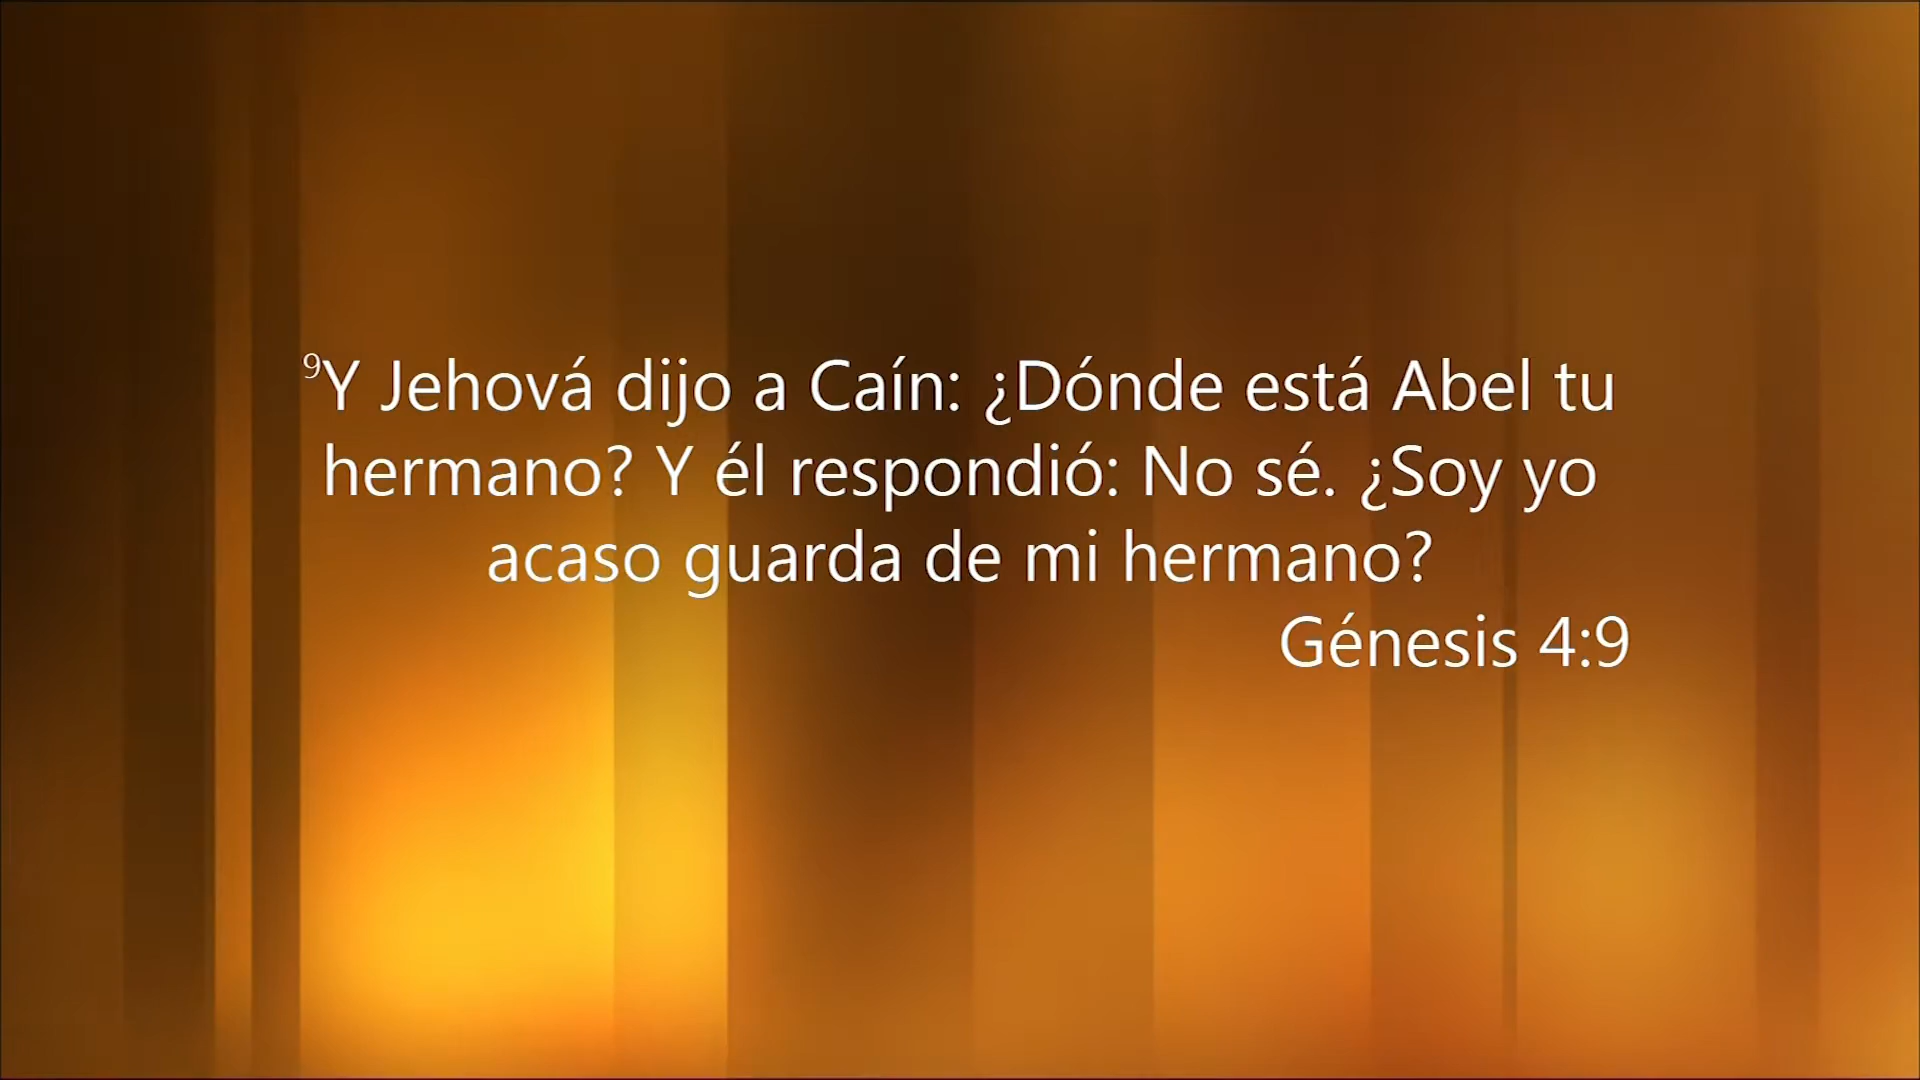 ⁹Y Jehová dijo a Caín: ¿Dónde está Abel tu
hermano? Y él respondió: No sé. ¿Soy yo
acaso guarda de mi hermano?
Génesis 4:9